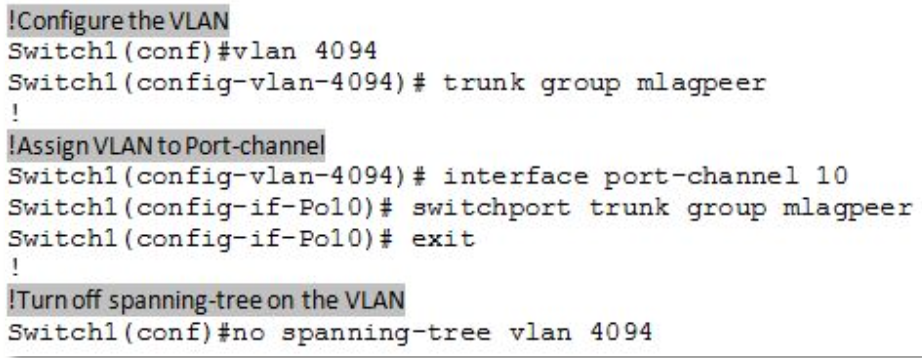 !Configure the VLAN
Switch1(conf)#vlan 4094
Switch1(config-vlan-4094)# trunk group mlagpeer
!
!Assign VLAN to Port-channel
Switch1(config-vlan-4094)# interface port-channel 10
Switch1(config-if-Po10)# switchport trunk group mlagpeer
Switch1(config-if-Po10)# exit
!
!Turn off spanning-tree on the VLAN
Switch1(conf)#no spanning-tree vlan 4094